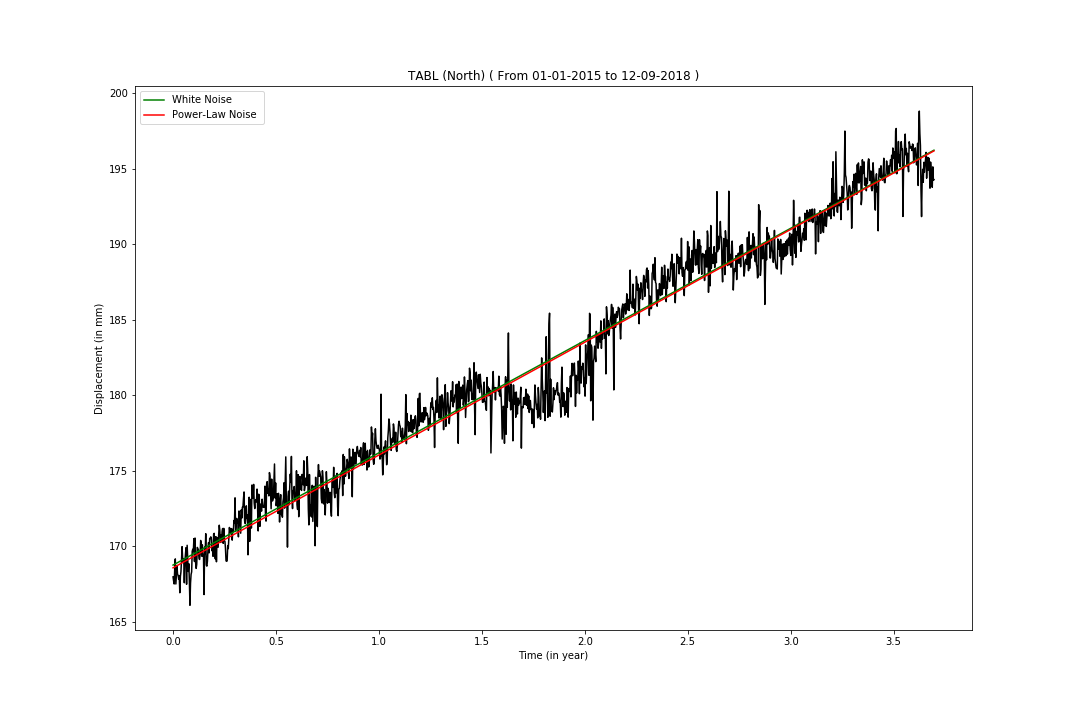 TABL (North) ( From 01-01-2015 to 12-09-2018 )
White Noise
Power-Law Noise
200
195
190
185
180
175
170
165
Displacement (in mm)
0.0 0.5 1.0 1.5 2.0 2.5 3.0 3.5
Time (in year)